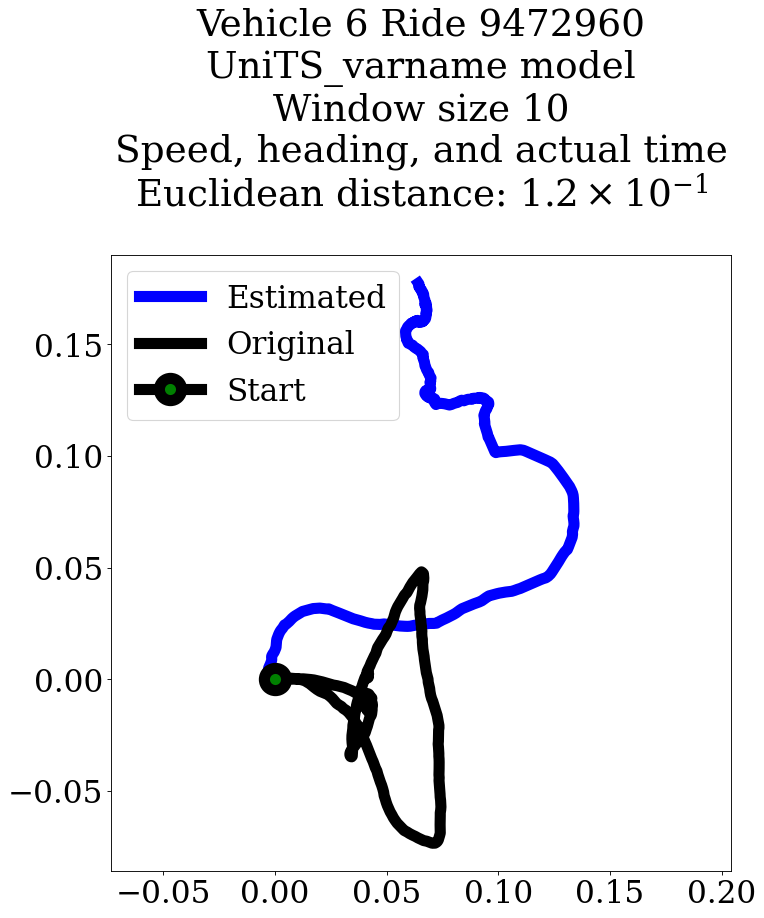 Vehicle 6 Ride 9472960
UniTS_varname model
Window size 10
Speed, heading, and actual time
Euclidean distance: 1.2 × 10⁻¹
Estimated
Original
Start
0.15
0.10
0.05
0.00
−0.05
−0.05 0.00 0.05 0.10 0.15 0.20